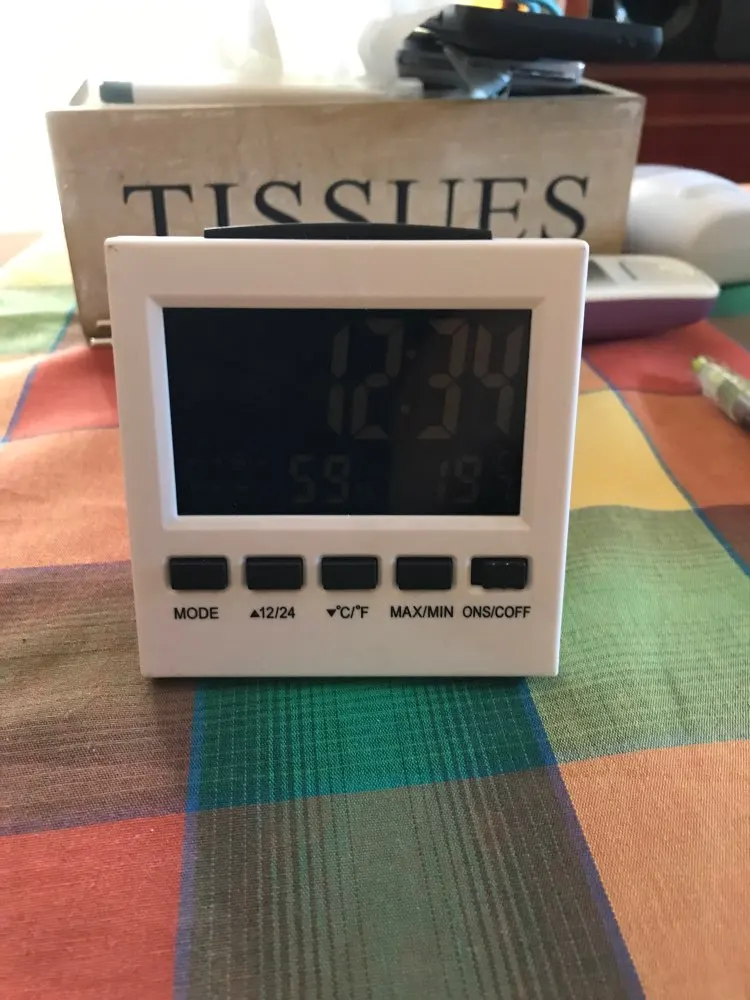 TISSUES
12:34
59 19
MODE ▲12/24 ▼°C/°F MAX/MIN ONS/COFF